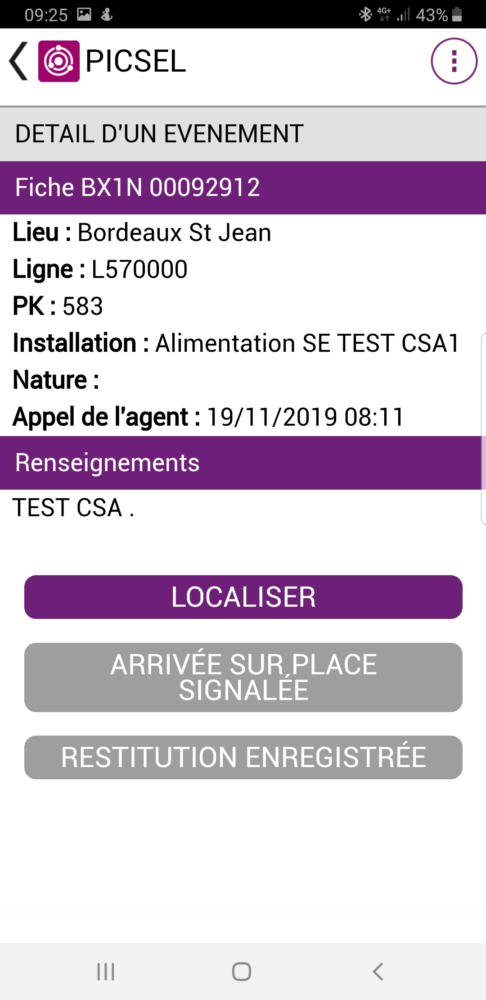 09:25 4G+ 43%
PICSEL
DETAIL D'UN EVENEMENT
Fiche BX1N 00092912
Lieu : Bordeaux St Jean
Ligne : L570000
PK : 583
Installation : Alimentation SE TEST CSA1
Nature :
Appel de l'agent : 19/11/2019 08:11
Renseignements
TEST CSA .
LOCALISER
ARRIVÉE SUR PLACE
SIGNALÉE
RESTITUTION ENREGISTRÉE